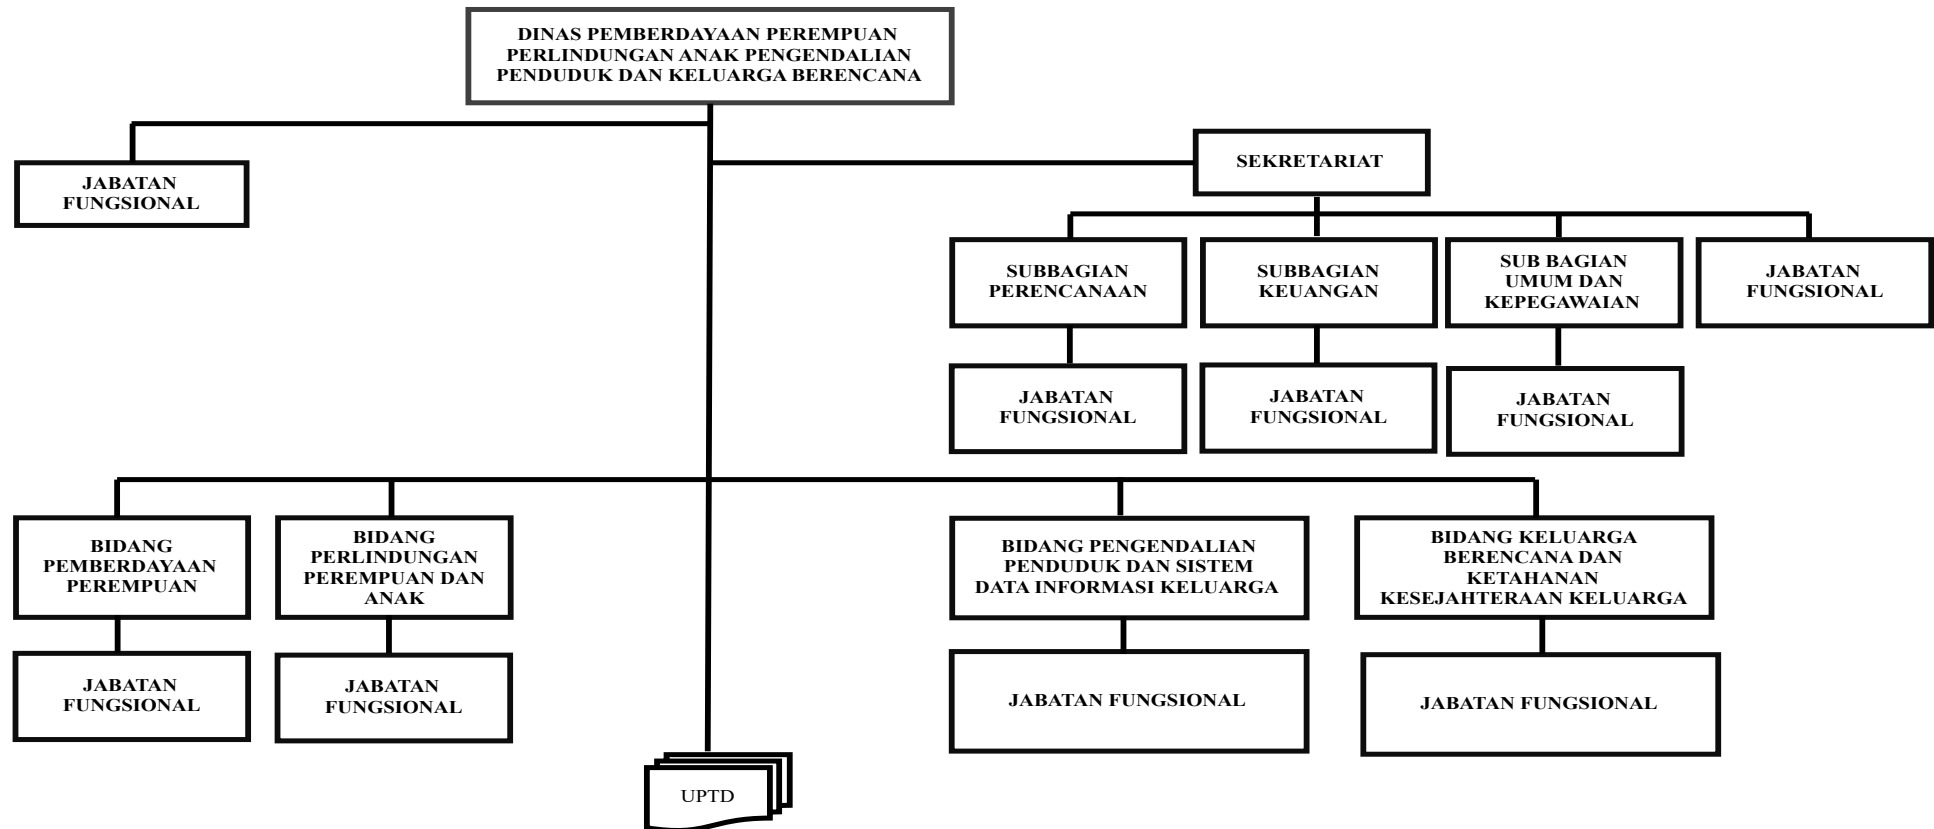 DINAS PEMBERDAYAAN PEREMPUAN
PERLINDUNGAN ANAK PENGENDALIAN
PENDUDUK DAN KELUARGA BERENCANA
JABATAN
FUNGSIONAL
SEKRETARIAT
SUBBAGIAN
PERENCANAAN
SUBBAGIAN
KEUANGAN
SUB BAGIAN
UMUM DAN
KEPEGAWAIAN
JABATAN
FUNGSIONAL
JABATAN
FUNGSIONAL
JABATAN
FUNGSIONAL
JABATAN
FUNGSIONAL
BIDANG
PEMBERDAYAAN
PEREMPUAN
BIDANG
PERLINDUNGAN
PEREMPUAN DAN
ANAK
BIDANG PENGENDALIAN
PENDUDUK DAN SISTEM
DATA INFORMASI KELUARGA
BIDANG KELUARGA
BERENCANA DAN
KETAHANAN
KESEJAHTERAAN KELUARGA
JABATAN
FUNGSIONAL
JABATAN
FUNGSIONAL
JABATAN FUNGSIONAL
JABATAN FUNGSIONAL
UPTD